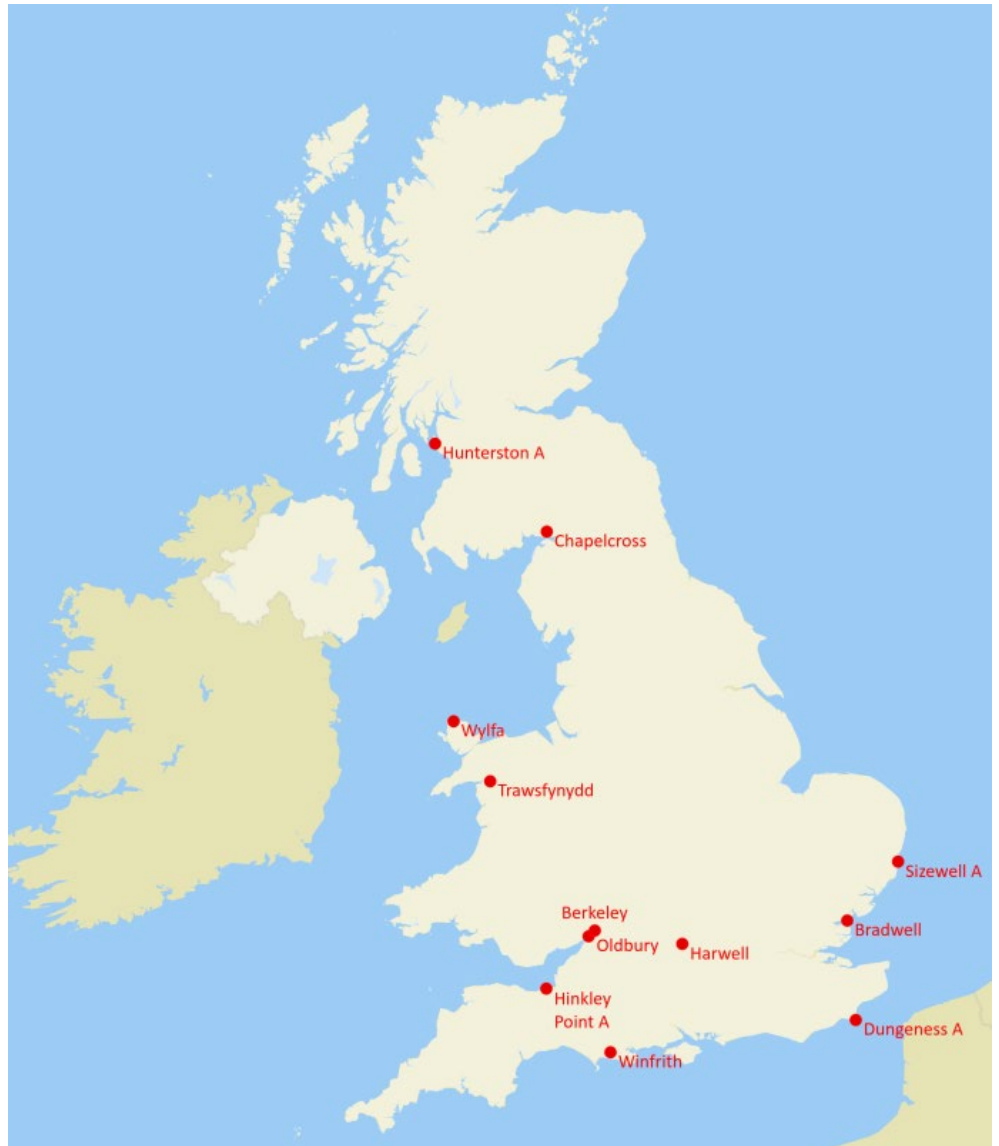 Hunterston A
Chapelcross
Wylfa
Trawsfynydd
Sizewell A
Berkeley
Bradwell
Oldbury
Harwell
Hinkley
Point A
Dungeness A
Winfrith